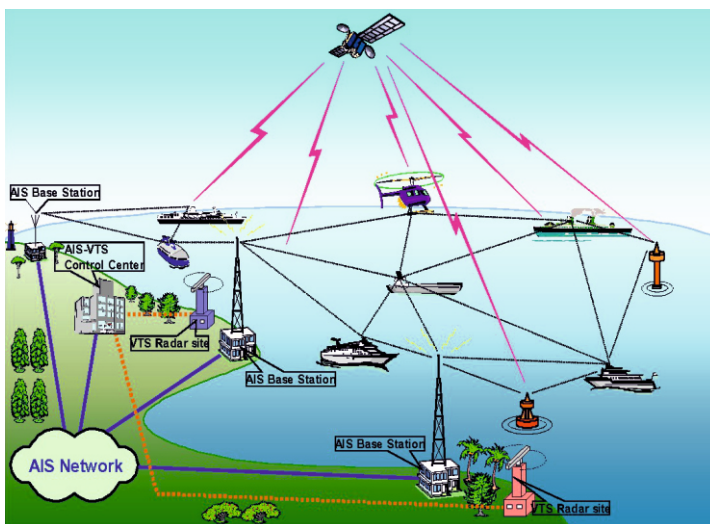 AIS Base Station
AIS-VTS
Control Center
VTS Radar site
AIS Base Station
AIS Base Station
AIS Network
VTS Radar site